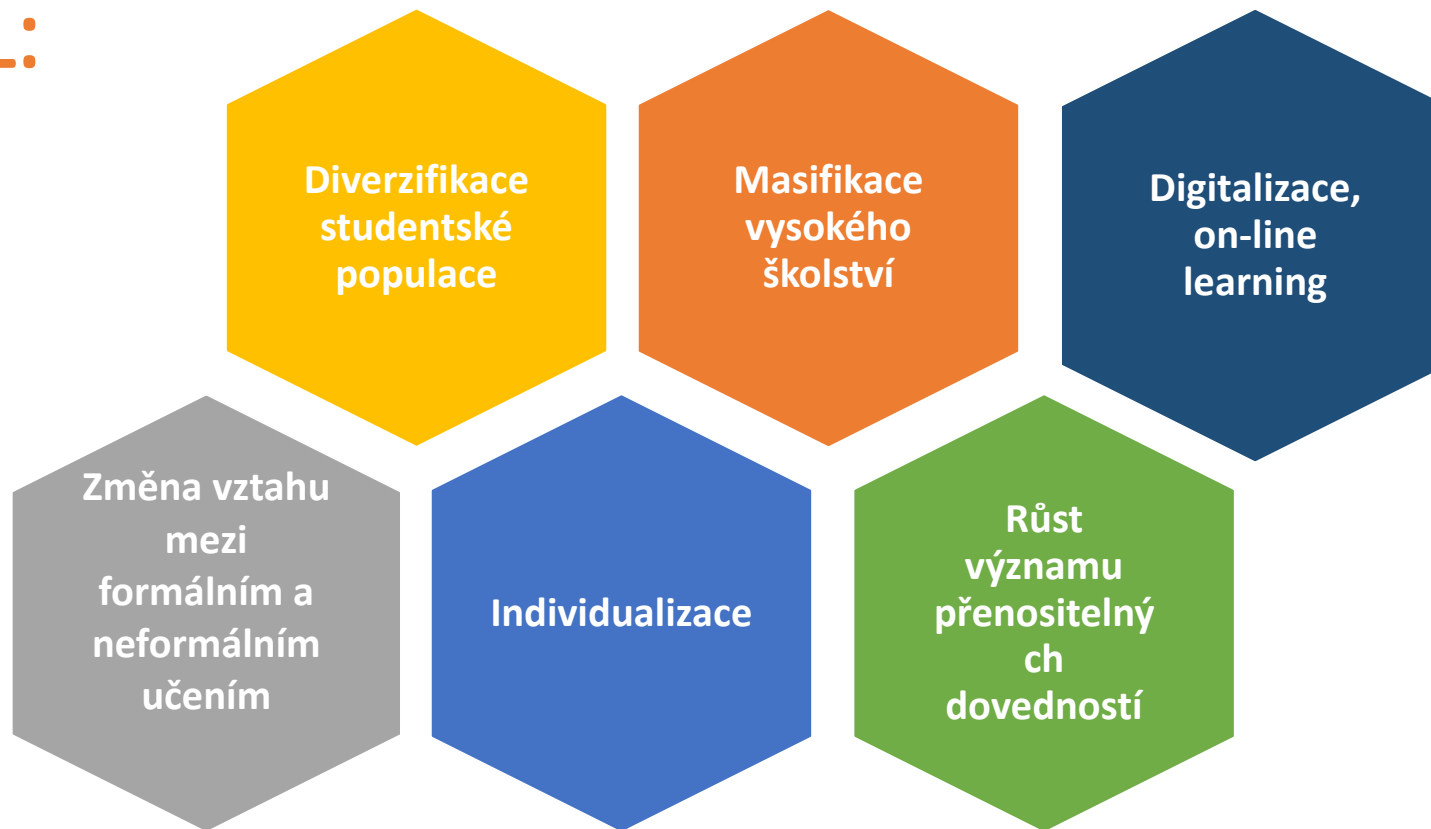 Diverzifikace
studentské
populace
Masifikace
vysokého
školství
Digitalizace,
on-line
learning
Změna vztahu
mezi
formálním a
neformálním
učením
Individualizace
Růst
významu
přenositelný
ch
dovedností